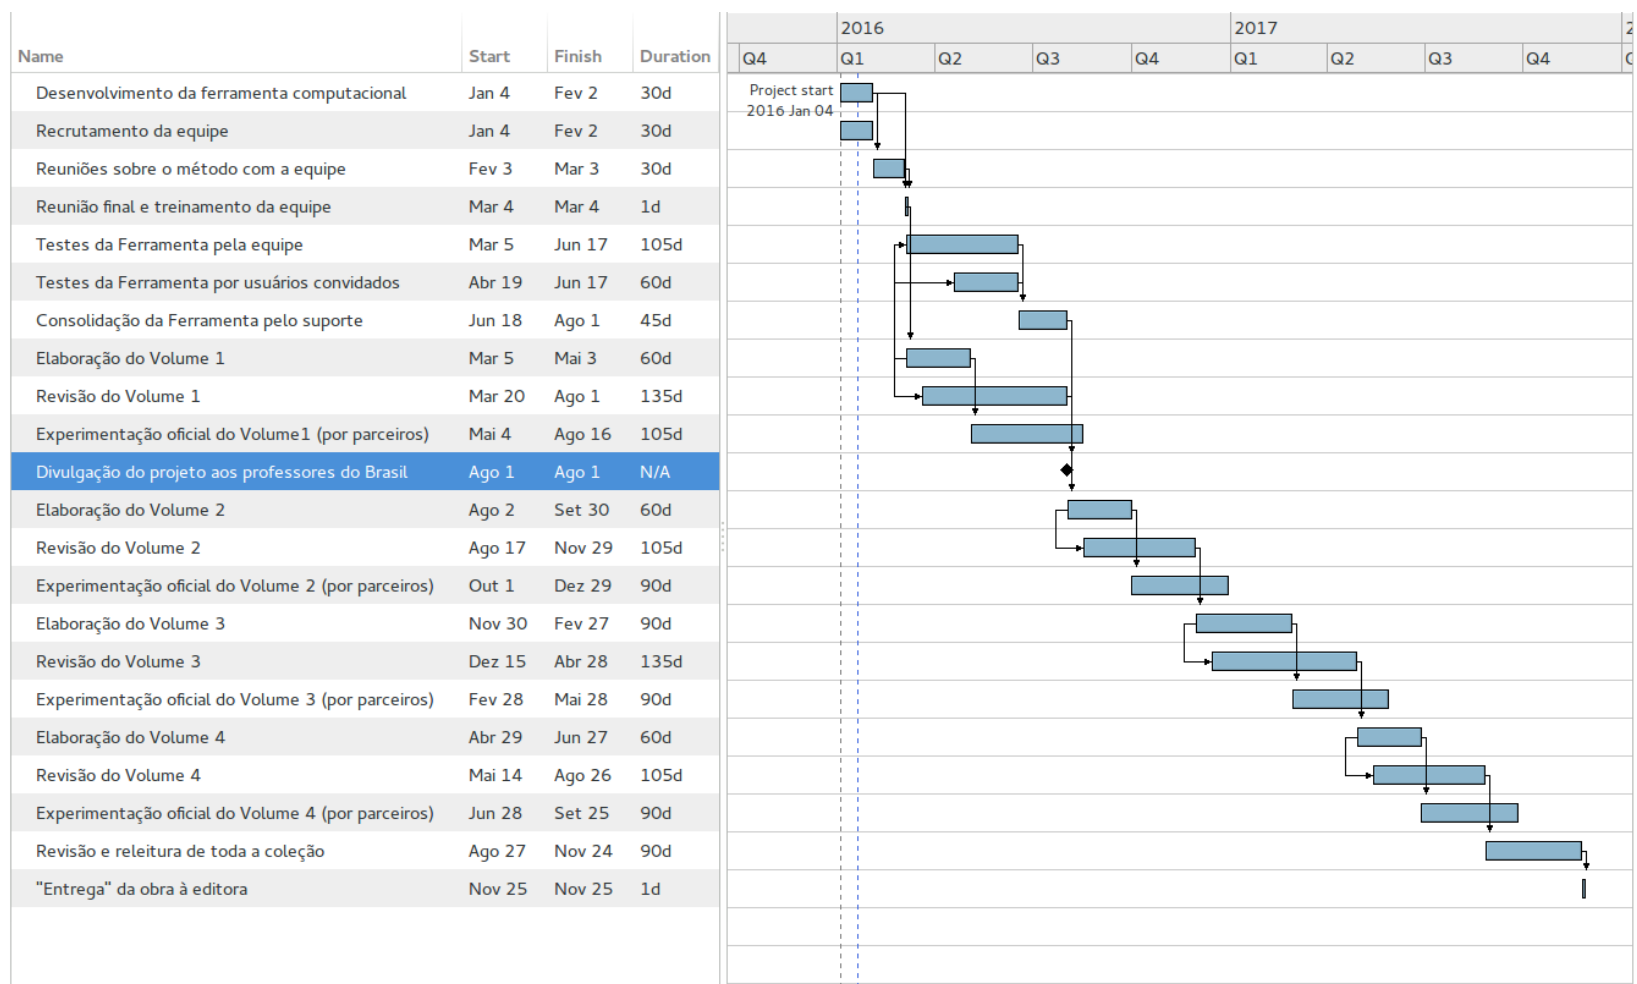 2016 2017 2
Name Start Finish Duration Q4 Q1 Q2 Q3 Q4 Q1 Q2 Q3 Q4
Desenvolvimento da ferramenta computacional Jan 4 Fev 2 30d Project start
2016 Jan 04
Recrutamento da equipe Jan 4 Fev 2 30d
Reuniões sobre o método com a equipe Fev 3 Mar 3 30d
Reunião final e treinamento da equipe Mar 4 Mar 4 1d
Testes da Ferramenta pela equipe Mar 5 Jun 17 105d
Testes da Ferramenta por usuários convidados Abr 19 Jun 17 60d
Consolidação da Ferramenta pelo suporte Jun 18 Ago 1 45d
Elaboração do Volume 1 Mar 5 Mai 3 60d
Revisão do Volume 1 Mar 20 Ago 1 135d
Experimentação oficial do Volume1 (por parceiros) Mai 4 Ago 16 105d
Divulgação do projeto aos professores do Brasil Ago 1 Ago 1 N/A
Elaboração do Volume 2 Ago 2 Set 30 60d
Revisão do Volume 2 Ago 17 Nov 29 105d
Experimentação oficial do Volume 2 (por parceiros) Out 1 Dez 29 90d
Elaboração do Volume 3 Nov 30 Fev 27 90d
Revisão do Volume 3 Dez 15 Abr 28 135d
Experimentação oficial do Volume 3 (por parceiros) Fev 28 Mai 28 90d
Elaboração do Volume 4 Abr 29 Jun 27 60d
Revisão do Volume 4 Mai 14 Ago 26 105d
Experimentação oficial do Volume 4 (por parceiros) Jun 28 Set 25 90d
Revisão e releitura de toda a coleção Ago 27 Nov 24 90d
"Entrega" da obra à editora Nov 25 Nov 25 1d